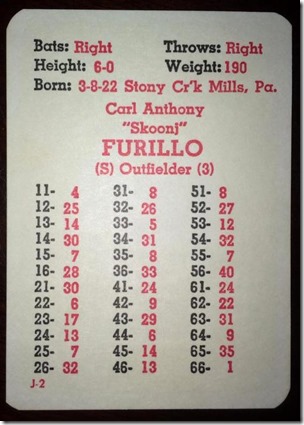 Bats: Right Throws: Right
Height: 6-0 Weight: 190
Born: 3-8-22 Stony Cr'k Mills, Pa.
Carl Anthony
"Skoonj"
FURILLO
(S) Outfielder (3)
11- 4 31- 8 51- 8
12- 25 32- 26 52- 27
13- 14 33- 5 53- 12
14- 30 34- 31 54- 32
15- 7 35- 8 55- 7
16- 28 36- 33 56- 40
21- 30 41- 24 61- 24
22- 6 42- 9 62- 22
23- 17 43- 29 63- 31
24- 13 44- 6 64- 9
25- 7 45- 14 65- 35
26- 32 46- 13 66- 1
J-2